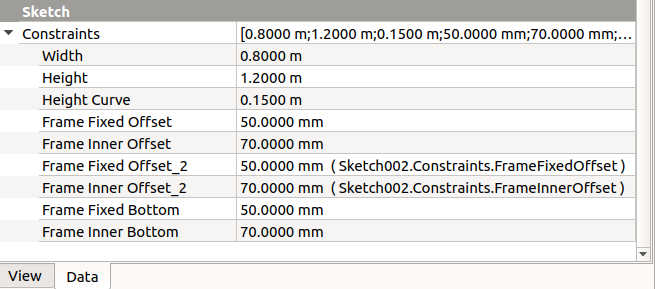 Sketch
Constraints [0.8000 m;1.2000 m;0.1500 m;50.0000 mm;70.0000 mm;...
Width 0.8000 m
Height 1.2000 m
Height Curve 0.1500 m
Frame Fixed Offset 50.0000 mm
Frame Inner Offset 70.0000 mm
Frame Fixed Offset_2 50.0000 mm ( Sketch002.Constraints.FrameFixedOffset )
Frame Inner Offset_2 70.0000 mm ( Sketch002.Constraints.FrameInnerOffset )
Frame Fixed Bottom 50.0000 mm
Frame Inner Bottom 70.0000 mm
View Data